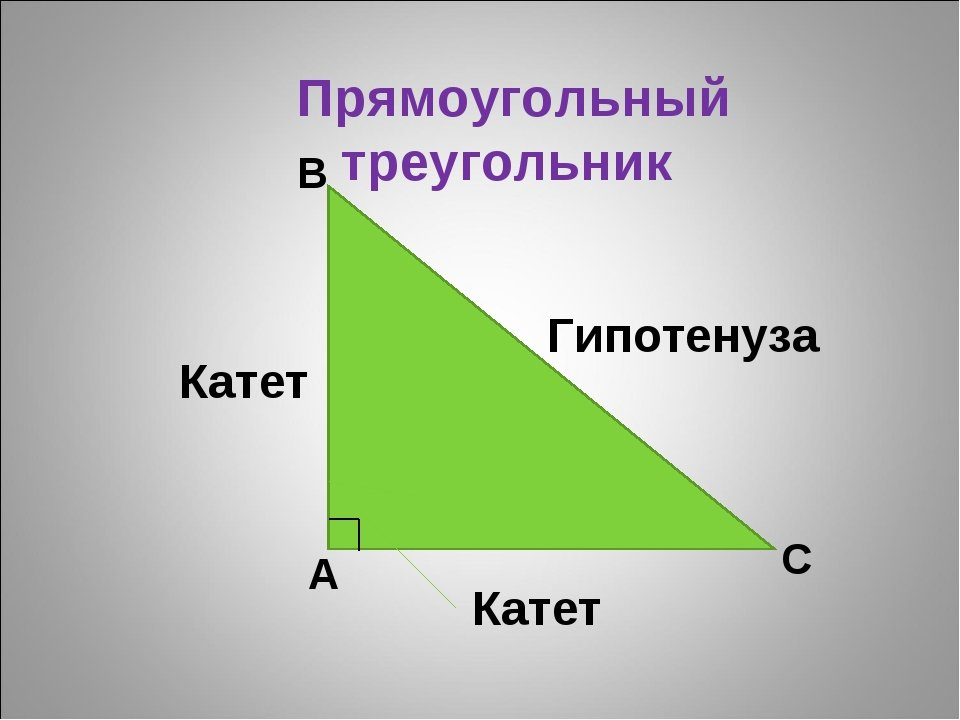 Прямоугольный
треугольник
В
Гипотенуза
Катет
А
С
Катет